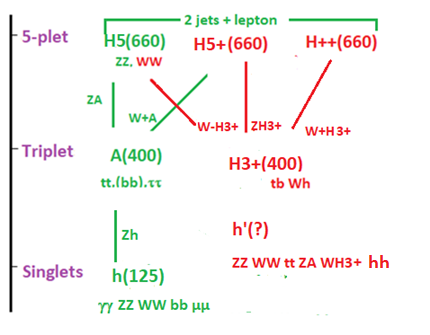 2 jets + lepton
5-plet H5(660) H5+(660) H++(660)
ZZ, WW
ZA W+A W-H3+ ZH3+ W+H3+
Triplet A(400) H3+(400)
tt,(bb),ττ tb Wh
Zh h'(?)
ZZ WW tt ZA WH3+ hh
Singlets h(125)
γγ ZZ WW bb μμ